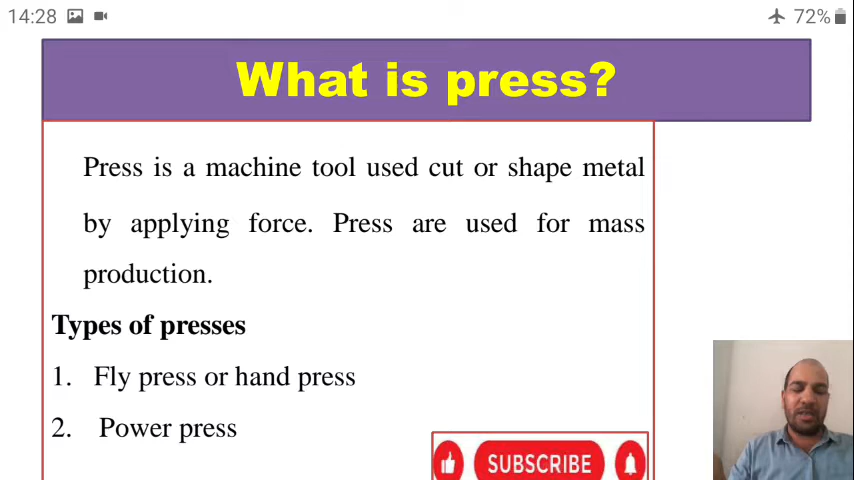 14:28
72%
What is press?
Press is a machine tool used cut or shape metal
by applying force. Press are used for mass
production.
Types of presses
1. Fly press or hand press
2. Power press
SUBSCRIBE